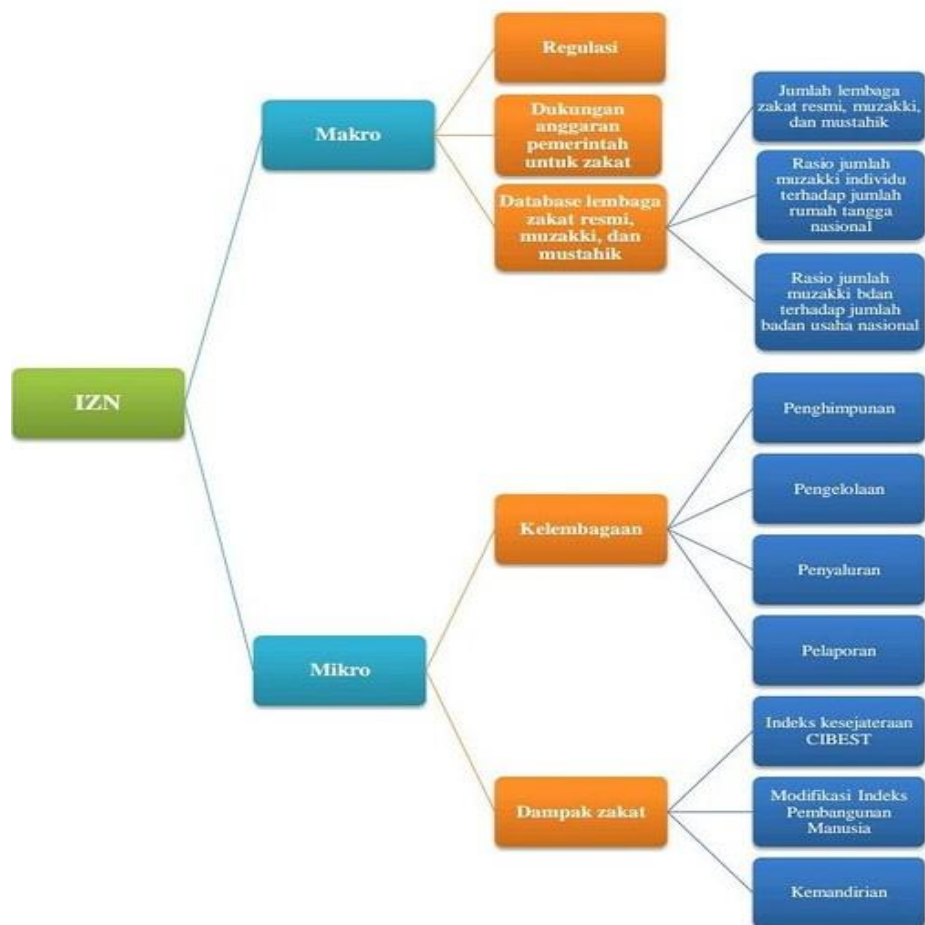 Regulasi
Makro
Dukungan
anggaran
pemerintah
untuk zakat
Database lembaga
zakat resmi,
muzakki, dan
mustahik
Jumlah lembaga
zakat resmi, muzakki,
dan mustahik
Rasio jumlah
muzakki individu
terhadap jumlah
rumah tangga
nasional
Rasio jumlah
muzakki bdan
terhadap jumlah
badan usaha nasional
IZN
Mikro
Kelembagaan
Penghimpunan
Pengelolaan
Penyaluran
Pelaporan
Dampak zakat
Indeks kesejateraan
CIBEST
Modifikasi Indeks
Pembangunan
Manusia
Kemandirian